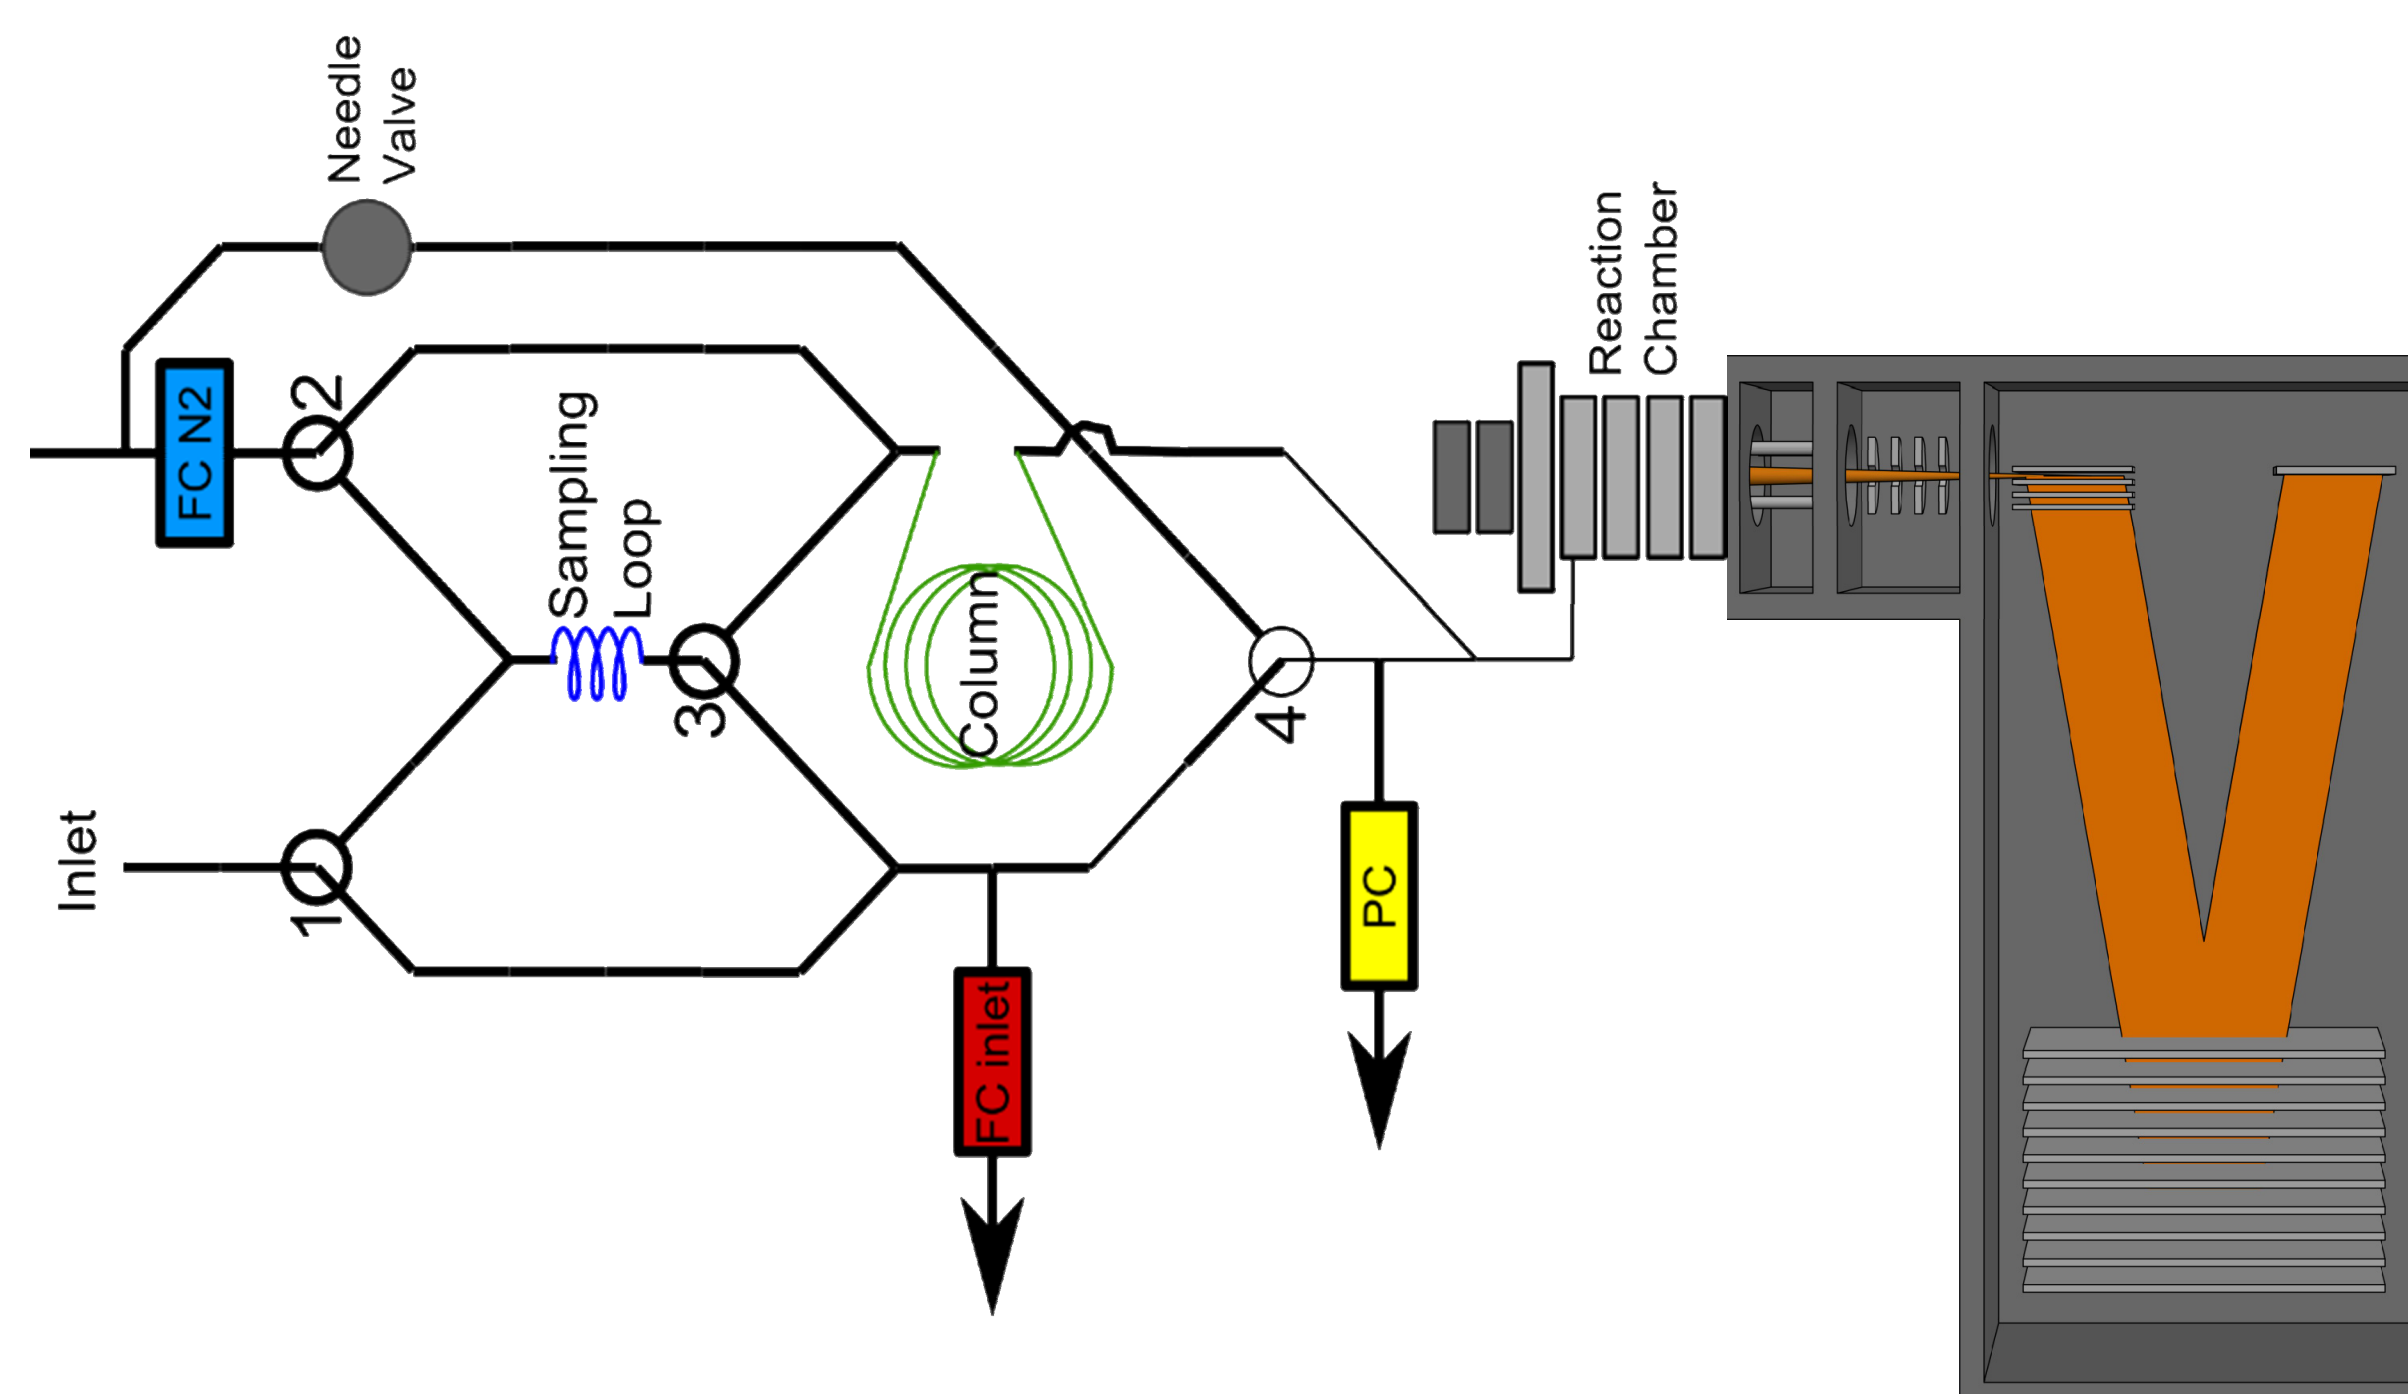 Needle
Valve
FC N2
2
Sampling
Loop
Reaction
Chamber
Inlet
1
3
Column
4
FC inlet
PC